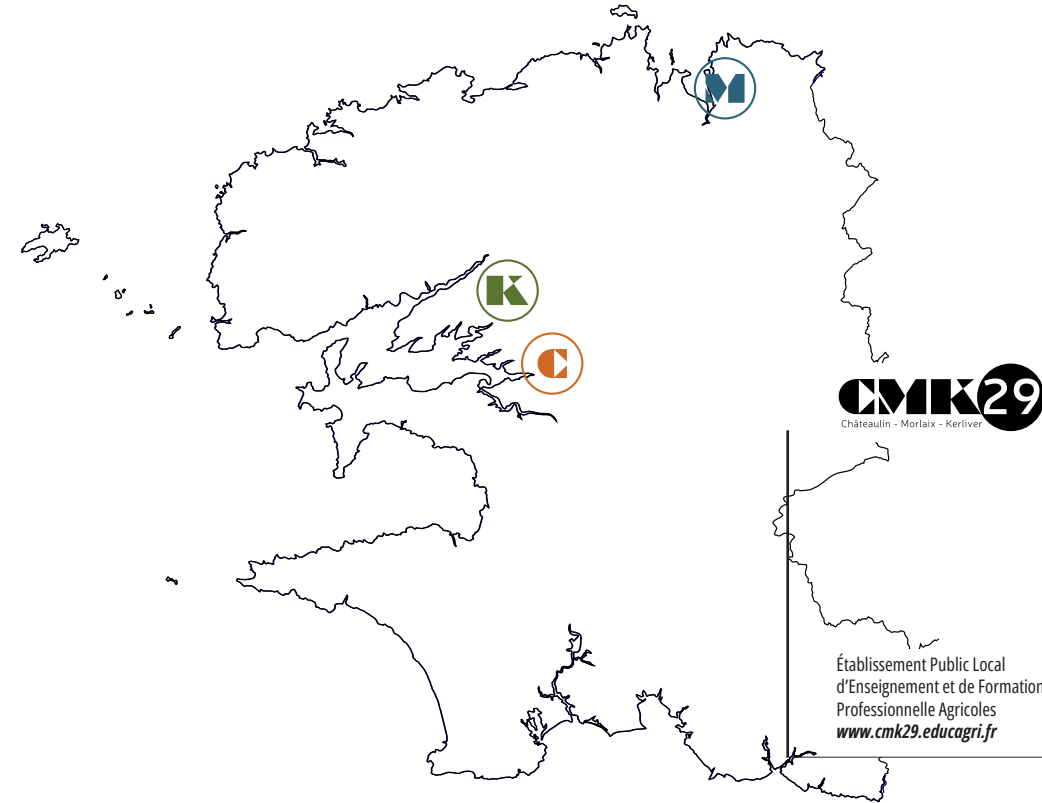 M
K
C
CMK29
Châteaulin - Morlaix - Kerliver
Établissement Public Local
d'Enseignement et de Formation
Professionnelle Agricoles
www.cmk29.educagri.fr